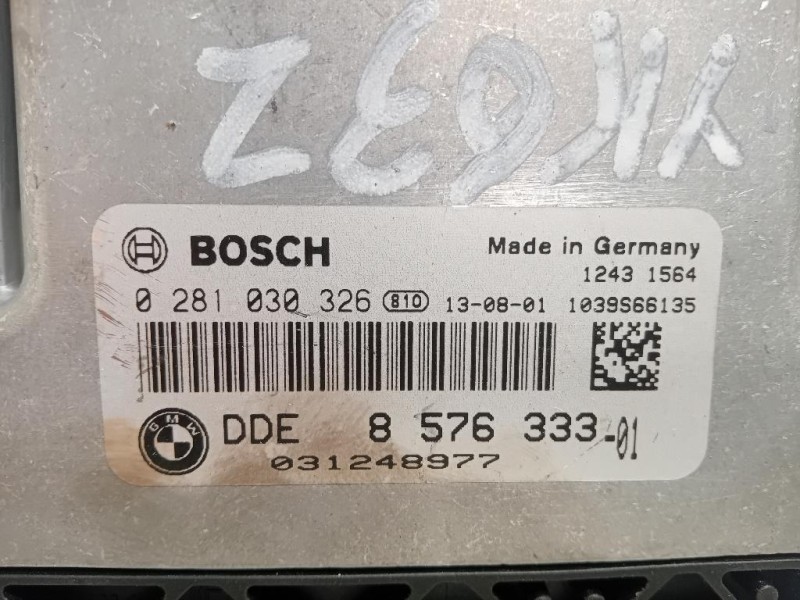 BOSCH
Made in Germany
1243 1564
0 281 030 326 810 13-08-01 1039S66135
BMW
DDE 8 576 333-01
031248977